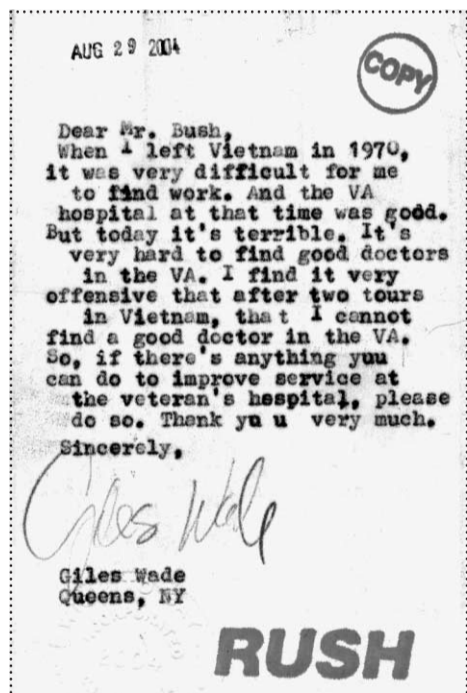 AUG 29 2004
COPY
Dear Mr. Bush,
When I left Vietnam in 1970,
it was very difficult for me
to find work. And the VA
hospital at that time was good.
But today it's terrible. It's
very hard to find good doctors
in the VA. I find it very
offensive that after two tours
in Vietnam, that I cannot
find a good doctor in the VA.
So, if there's anything yuu
can do to improve service at
the veteran's hospital, please
do so. Thank yu u very much.
Sincerely,
Giles Wade
Giles Wade
Queens, NY
RUSH